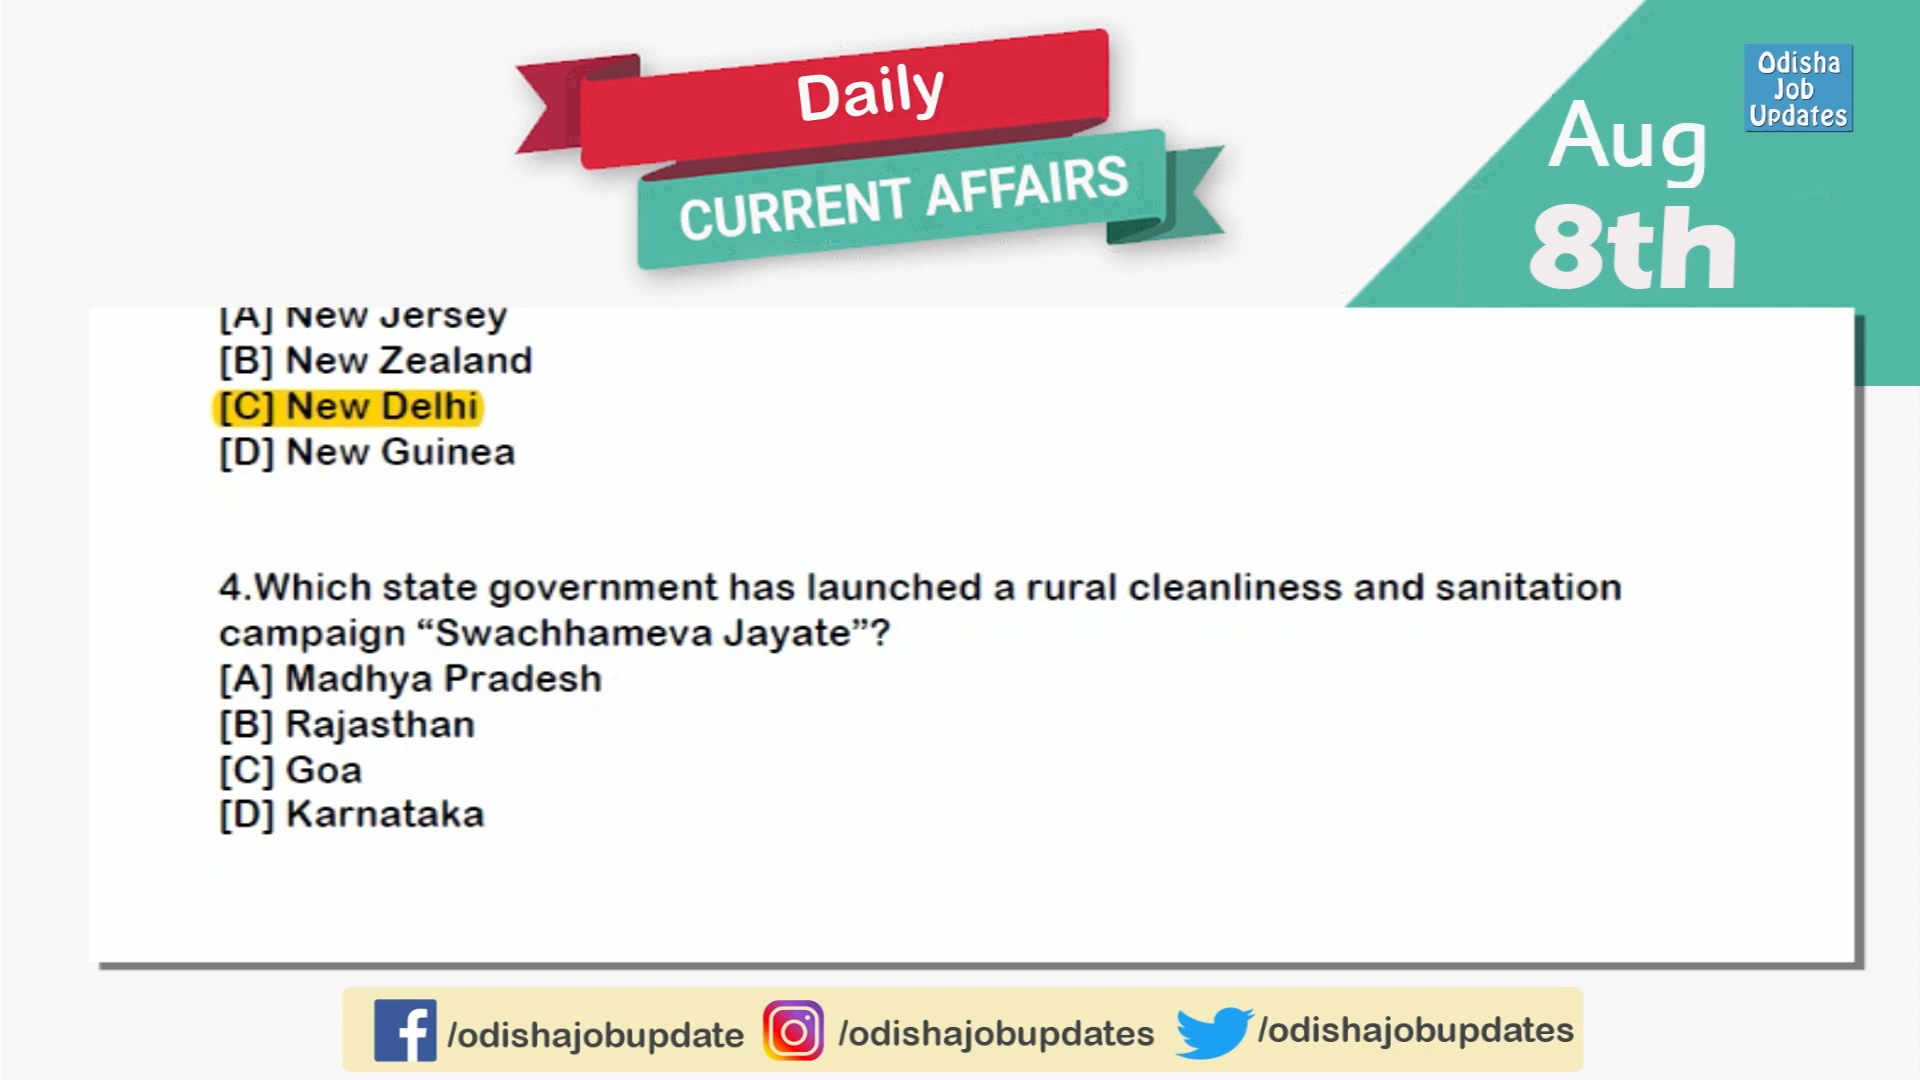 Daily
CURRENT AFFAIRS
Odisha
Job
Updates
Aug
8th
[A] New Jersey
[B] New Zealand
[C] New Delhi
[D] New Guinea
4.Which state government has launched a rural cleanliness and sanitation
campaign “Swachhameva Jayate”?
[A] Madhya Pradesh
[B] Rajasthan
[C] Goa
[D] Karnataka
/odishajobupdate /odishajobupdates /odishajobupdates